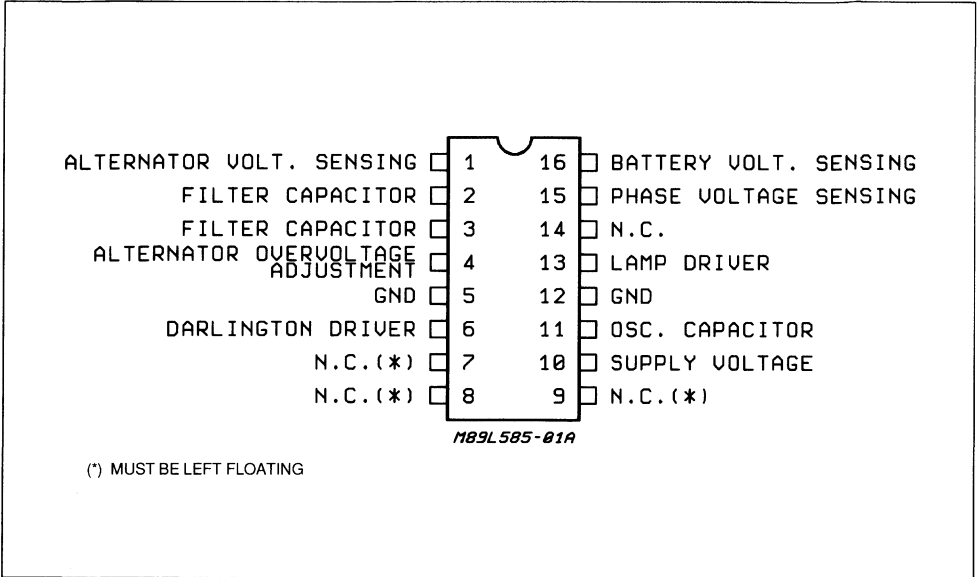 ALTERNATOR VOLT. SENSING 1 16 BATTERY VOLT. SENSING
FILTER CAPACITOR 2 15 PHASE VOLTAGE SENSING
FILTER CAPACITOR 3 14 N.C.
ALTERNATOR OVERVOLTAGE
ADJUSTMENT 4 13 LAMP DRIVER
GND 5 12 GND
DARLINGTON DRIVER 6 11 OSC. CAPACITOR
N.C.(*) 7 10 SUPPLY VOLTAGE
N.C.(*) 8 9 N.C.(*)
M89L585-01A
(*) MUST BE LEFT FLOATING